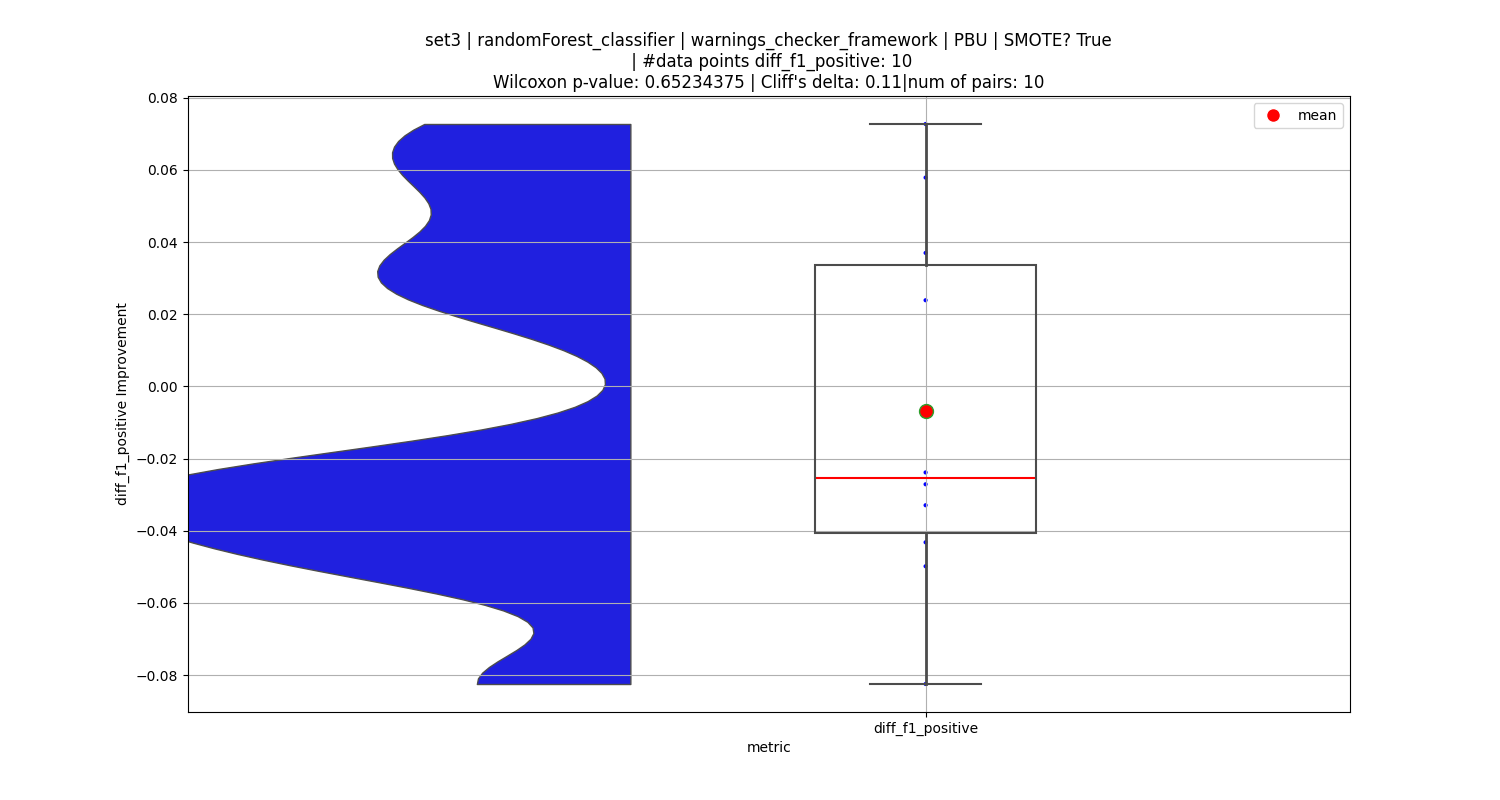 set3 | randomForest_classifier | warnings_checker_framework | PBU | SMOTE? True
| #data points diff_f1_positive: 10
Wilcoxon p-value: 0.65234375 | Cliff's delta: 0.11|num of pairs: 10
mean
0.08
0.06
0.04
0.02
0.00
−0.02
−0.04
−0.06
−0.08
diff_f1_positive Improvement
diff_f1_positive
metric